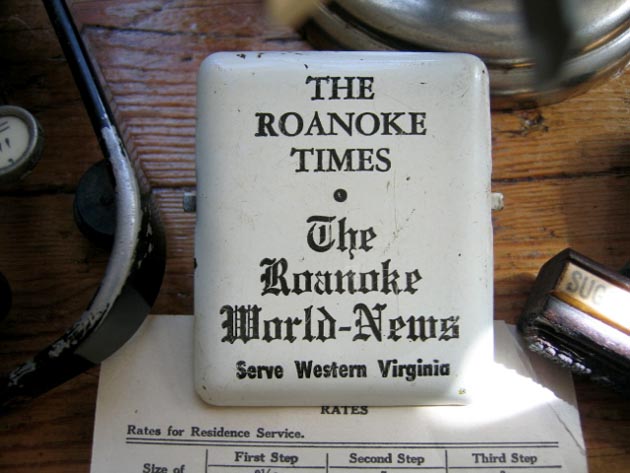 THE
ROANOKE
TIMES
•
The
Roanoke
World-News
Serve Western Virginia
RATES
Rates for Residence Service.
Size of
First Step
Second Step
Third Step
SUG